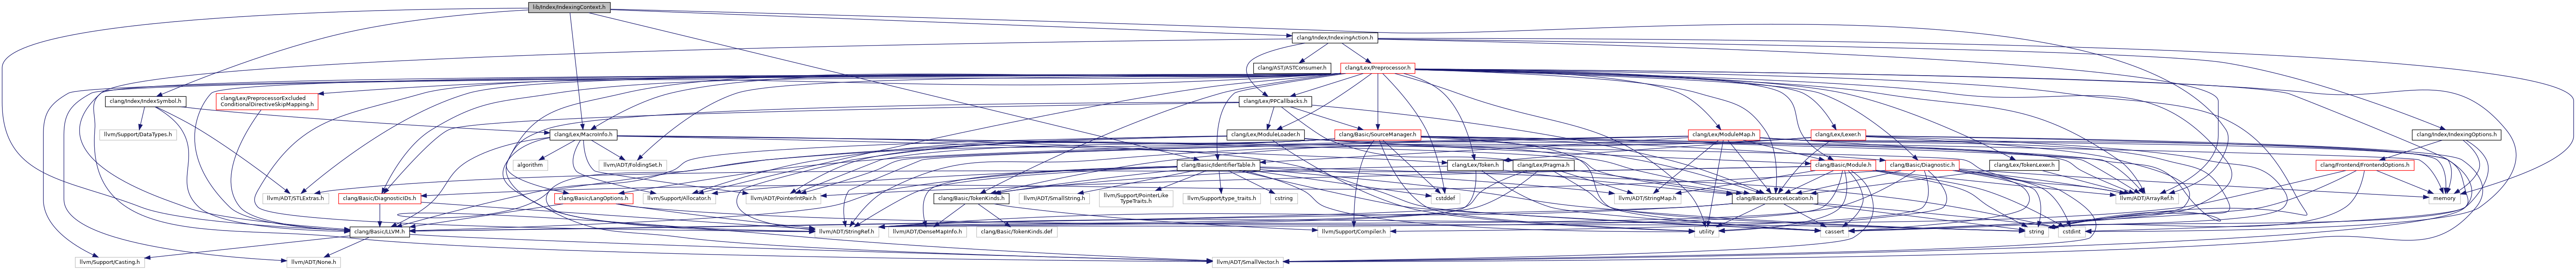 lib/Index/IndexingContext.h
clang/Index/IndexingAction.h
clang/AST/ASTConsumer.h
clang/Lex/Preprocessor.h
clang/Index/IndexSymbol.h
clang/Lex/PreprocessorExcluded
ConditionalDirectiveSkipMapping.h
clang/Lex/PPCallbacks.h
llvm/Support/DataTypes.h
clang/Lex/MacroInfo.h
clang/Lex/ModuleLoader.h
clang/Basic/SourceManager.h
clang/Lex/ModuleMap.h
clang/Lex/Lexer.h
clang/Index/IndexingOptions.h
algorithm
llvm/ADT/FoldingSet.h
clang/Basic/IdentifierTable.h
clang/Lex/Token.h
clang/Lex/Pragma.h
clang/Basic/Module.h
clang/Basic/Diagnostic.h
clang/Lex/TokenLexer.h
clang/Frontend/FrontendOptions.h
llvm/ADT/STLExtras.h
clang/Basic/DiagnosticIDs.h
clang/Basic/LangOptions.h
llvm/Support/Allocator.h
llvm/ADT/PointerIntPair.h
clang/Basic/TokenKinds.h
llvm/ADT/SmallString.h
llvm/Support/PointerLike
TypeTraits.h
llvm/Support/type_traits.h
cstring
llvm/ADT/StringMap.h
cstddef
clang/Basic/SourceLocation.h
llvm/ADT/ArrayRef.h
memory
clang/Basic/LLVM.h
llvm/ADT/StringRef.h
llvm/ADT/DenseMapInfo.h
clang/Basic/TokenKinds.def
llvm/Support/Compiler.h
utility
cassert
string
cstdint
llvm/Support/Casting.h
llvm/ADT/None.h
llvm/ADT/SmallVector.h